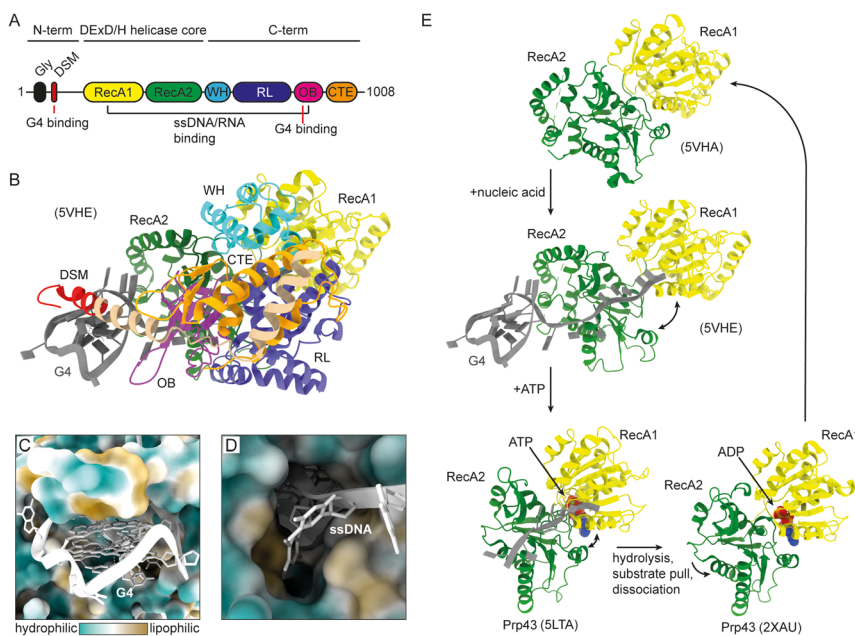 A
N-term
DExD/H helicase core
C-term
Gly
DSM
1
RecA1
RecA2
WH
RL
OB
CTE
1008
G4 binding
ssDNA/RNA
binding
G4 binding
B
(5VHE)
WH
RecA1
RecA2
DSM
CTE
G4
OB
RL
C
G4
hydrophilic
lipophilic
D
ssDNA
E
RecA1
RecA2
(5VHA)
+nucleic acid
RecA2
RecA1
(5VHE)
G4
+ATP
ATP
RecA1
RecA2
Prp43 (5LTA)
hydrolysis,
substrate pull,
dissociation
RecA1
ADP
RecA2
Prp43 (2XAU)